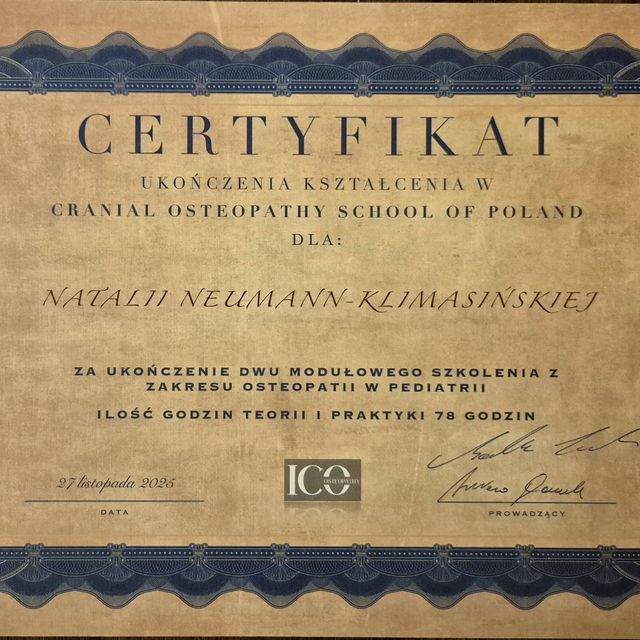 CERTYFIKAT
UKOŃCZENIA KSZTAŁCENIA W
CRANIAL OSTEOPATHY SCHOOL OF POLAND
DLA:
NATALII NEUMANN-KLIMASIŃSKIEJ
ZA UKOŃCZENIE DWU MODUŁOWEGO SZKOLENIA Z
ZAKRESU OSTEOPATII W PEDIATRII
ILOŚĆ GODZIN TEORII I PRAKTYKI 78 GODZIN
27 listopada 2025
DATA
ICO
OSTEOPATHY
PROWADZĄCY